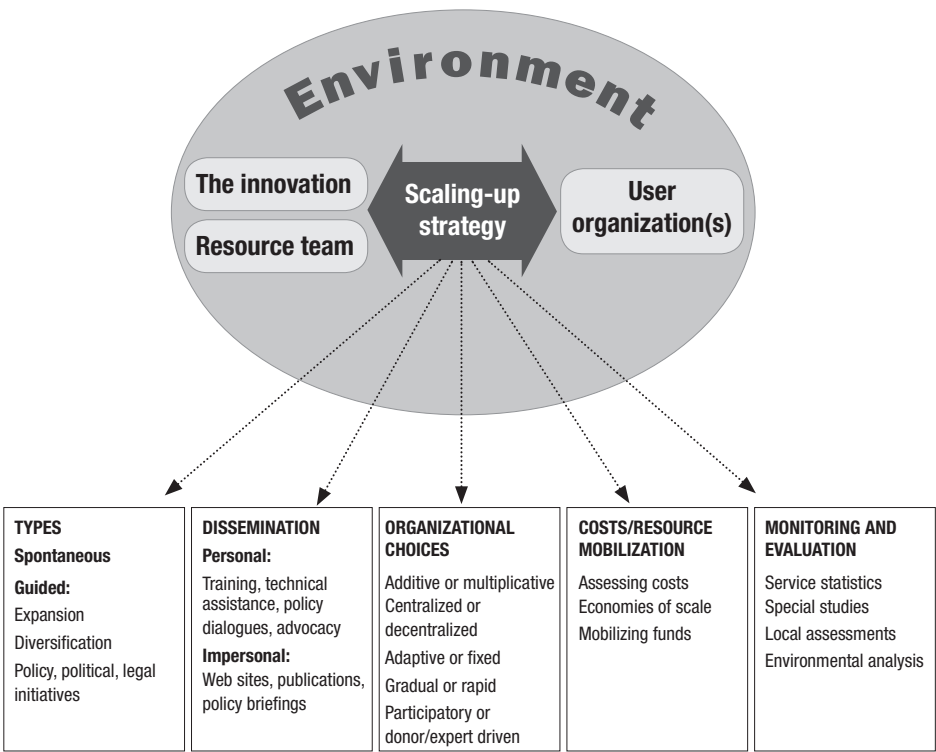 Environment
The innovation
Resource team
Scaling-up
strategy
User
organization(s)
TYPES
Spontaneous
Guided:
Expansion
Diversification
Policy, political, legal
initiatives
DISSEMINATION
Personal:
Training, technical
assistance, policy
dialogues, advocacy
Impersonal:
Web sites, publications,
policy briefings
ORGANIZATIONAL
CHOICES
Additive or multiplicative
Centralized or
decentralized
Adaptive or fixed
Gradual or rapid
Participatory or
donor/expert driven
COSTS/RESOURCE
MOBILIZATION
Assessing costs
Economies of scale
Mobilizing funds
MONITORING AND
EVALUATION
Service statistics
Special studies
Local assessments
Environmental analysis